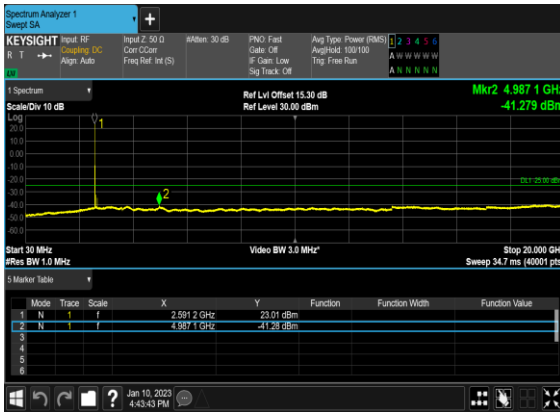 Spectrum Analyzer 1
Swept SA
+
KEYSIGHT Input: RF Input Z: 50 Ω #Atten: 30 dB PNO: Fast Avg Type: Power (RMS) 1 2 3 4 5 6
R T Coupling: DC Corr CCorr Gate: Off Avg|Hold: 100/100 A W W W W W
Align: Auto Freq Ref: Int (S) IF Gain: Low Trig: Free Run
LXI Sig Track: Off A N N N N N
1 Spectrum
Scale/Div 10 dB Ref Lvl Offset 15.30 dB Mkr2 4.987 1 GHz
Ref Level 30.00 dBm -41.279 dBm
Log
1
20.0
10.0
0.00
-10.0
-20.0
DL1 -25.00 dBm
-30.0
2
-40.0
-50.0
-60.0
Start 30 MHz Video BW 3.0 MHz* Stop 20.000 GHz
#Res BW 1.0 MHz Sweep 34.7 ms (40001 pts)
5 Marker Table
Mode Trace Scale X Y Function Function Width Function Value
1 N 1 f 2.591 2 GHz 23.01 dBm
2 N 1 f 4.987 1 GHz -41.28 dBm
3
4
5
6
? Jan 10, 2023
4:43:43 PM